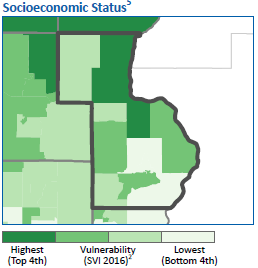 Socioeconomic Status5
Highest
(Top 4th)
Vulnerability
(SVI 2016)2
Lowest
(Bottom 4th)